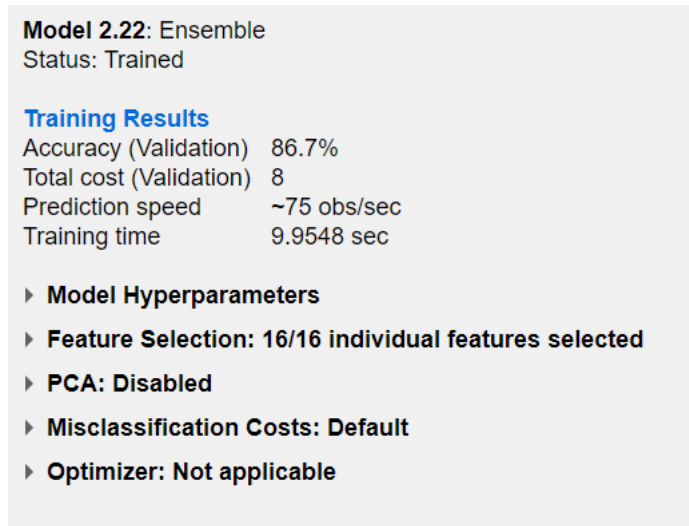 Model 2.22: Ensemble
Status: Trained
Training Results
Accuracy (Validation) 86.7%
Total cost (Validation) 8
Prediction speed ~75 obs/sec
Training time 9.9548 sec
Model Hyperparameters
Feature Selection: 16/16 individual features selected
PCA: Disabled
Misclassification Costs: Default
Optimizer: Not applicable